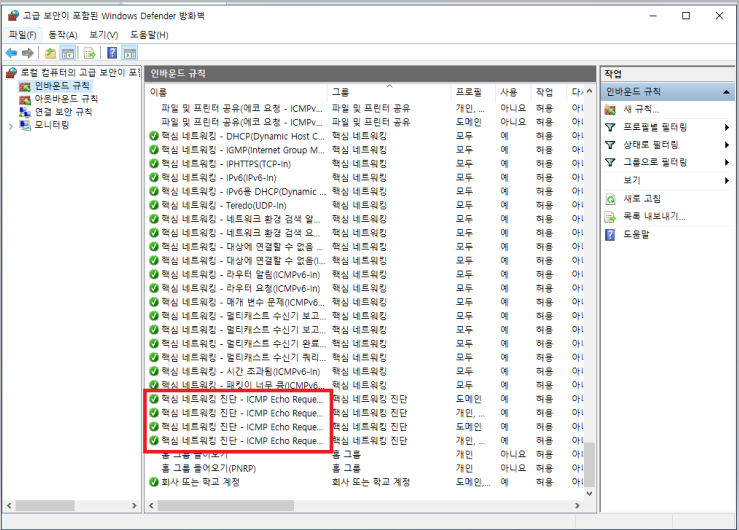 고급 보안이 포함된 Windows Defender 방화벽
파일(F) 동작(A) 보기(V) 도움말(H)
로컬 컴퓨터의 고급 보안이 포
인바운드 규칙
아웃바운드 규칙
연결 보안 규칙
모니터링
인바운드 규칙
이름 그룹 프로필 사용 작업 다시
파일 및 프린터 공유(에코 요청 - ICMPv... 파일 및 프린터 공유 개인, ... 아니요 허용 아니
파일 및 프린터 공유(에코 요청 - ICMPv... 파일 및 프린터 공유 도메인 아니요 허용 아니
핵심 네트워킹 - DHCP(Dynamic Host C... 핵심 네트워킹 모두 예 허용 아니
핵심 네트워킹 - IGMP(Internet Group M... 핵심 네트워킹 모두 예 허용 아니
핵심 네트워킹 - IPHTTPS(TCP-In) 핵심 네트워킹 모두 예 허용 아니
핵심 네트워킹 - IPv6(IPv6-In) 핵심 네트워킹 모두 예 허용 아니
핵심 네트워킹 - IPv6용 DHCP(Dynamic ... 핵심 네트워킹 모두 예 허용 아니
핵심 네트워킹 - Teredo(UDP-In) 핵심 네트워킹 모두 예 허용 아니
핵심 네트워킹 - 네트워크 환경 검색 알... 핵심 네트워킹 모두 예 허용 아니
핵심 네트워킹 - 네트워크 환경 검색 요... 핵심 네트워킹 모두 예 허용 아니
핵심 네트워킹 - 대상에 연결할 수 없음 ... 핵심 네트워킹 모두 예 허용 아니
핵심 네트워킹 - 대상에 연결할 수 없음(I... 핵심 네트워킹 모두 예 허용 아니
핵심 네트워킹 - 라우터 알림(ICMPv6-In) 핵심 네트워킹 모두 예 허용 아니
핵심 네트워킹 - 라우터 요청(ICMPv6-In) 핵심 네트워킹 모두 예 허용 아니
핵심 네트워킹 - 매개 변수 문제(ICMPv6... 핵심 네트워킹 모두 예 허용 아니
핵심 네트워킹 - 멀티캐스트 수신기 보고... 핵심 네트워킹 모두 예 허용 아니
핵심 네트워킹 - 멀티캐스트 수신기 보고... 핵심 네트워킹 모두 예 허용 아니
핵심 네트워킹 - 멀티캐스트 수신기 완료... 핵심 네트워킹 모두 예 허용 아니
핵심 네트워킹 - 멀티캐스트 수신기 쿼리... 핵심 네트워킹 모두 예 허용 아니
핵심 네트워킹 - 시간 초과됨(ICMPv6-In) 핵심 네트워킹 모두 예 허용 아니
핵심 네트워킹 - 패킷이 너무 큼(ICMPv6... 핵심 네트워킹 모두 예 허용 아니
핵심 네트워킹 진단 - ICMP Echo Reque... 핵심 네트워킹 진단 도메인 예 허용 아니
핵심 네트워킹 진단 - ICMP Echo Reque... 핵심 네트워킹 진단 개인, ... 예 허용 아니
핵심 네트워킹 진단 - ICMP Echo Reque... 핵심 네트워킹 진단 도메인 예 허용 아니
핵심 네트워킹 진단 - ICMP Echo Reque... 핵심 네트워킹 진단 개인, ... 예 허용 아니
홈 그룹 들어오기 홈 그룹 개인 아니요 허용 아니
홈 그룹 들어오기(PNRP) 홈 그룹 개인 아니요 허용 아니
회사 또는 학교 계정 회사 또는 학교 계정 도메인,... 예 허용 아니
작업
인바운드 규칙
새 규칙...
프로필별 필터링
상태로 필터링
그룹으로 필터링
보기
새로 고침
목록 내보내기...
도움말